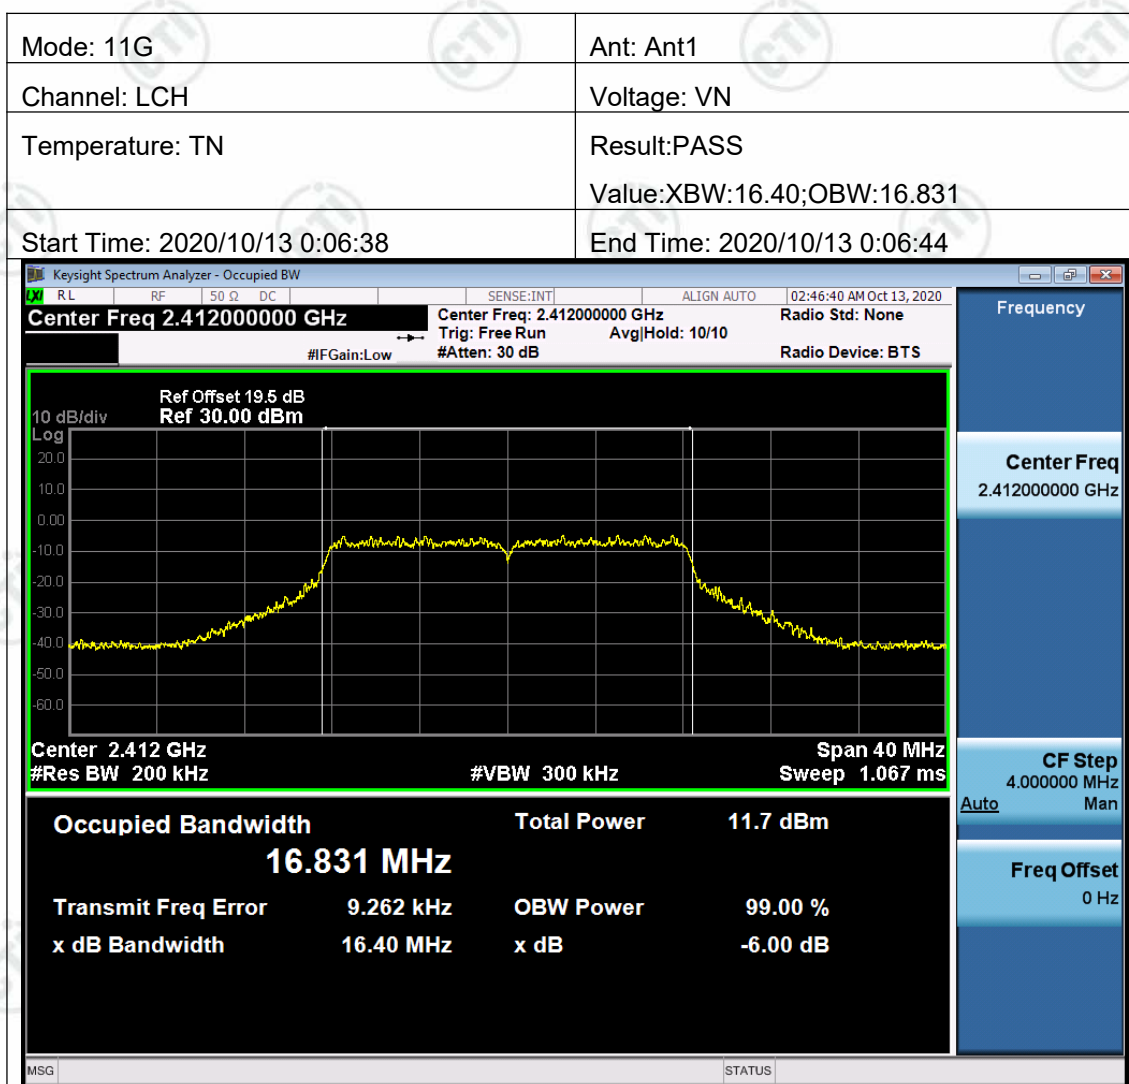 Mode: 11G
Ant: Ant1
Channel: LCH
Voltage: VN
Temperature: TN
Result:PASS
Value:XBW:16.40;OBW:16.831
Start Time: 2020/10/13 0:06:38
End Time: 2020/10/13 0:06:44
Keysight Spectrum Analyzer - Occupied BW
LXI RL RF 50 Ω DC SENSE:INT ALIGN AUTO 02:46:40 AM Oct 13, 2020
Center Freq 2.412000000 GHz
Center Freq: 2.412000000 GHz
Radio Std: None
Trig: Free Run Avg|Hold: 10/10
#IFGain:Low
#Atten: 30 dB
Radio Device: BTS
Ref Offset 19.5 dB
10 dB/div Ref 30.00 dBm
Log
20.0
10.0
0.00
-10.0
-20.0
-30.0
-40.0
-50.0
-60.0
Center 2.412 GHz Span 40 MHz
#Res BW 200 kHz #VBW 300 kHz Sweep 1.067 ms
Occupied Bandwidth Total Power 11.7 dBm
16.831 MHz
Transmit Freq Error 9.262 kHz OBW Power 99.00 %
x dB Bandwidth 16.40 MHz x dB -6.00 dB
Frequency
Center Freq
2.412000000 GHz
CF Step
4.000000 MHz
Auto Man
Freq Offset
0 Hz
MSG STATUS
CTI
CTI
CTI
CTI
CTI
CTI